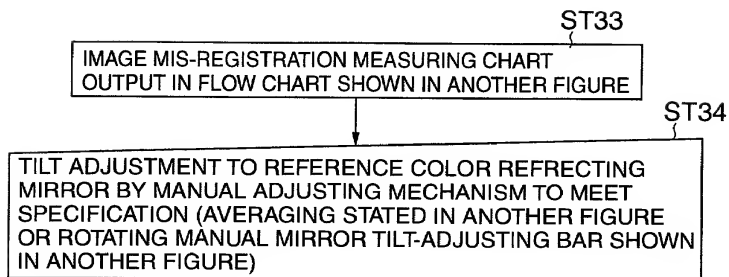 ST33
IMAGE MIS-REGISTRATION MEASURING CHART
OUTPUT IN FLOW CHART SHOWN IN ANOTHER FIGURE
ST34
TILT ADJUSTMENT TO REFERENCE COLOR REFRECTING
MIRROR BY MANUAL ADJUSTING MECHANISM TO MEET
SPECIFICATION (AVERAGING STATED IN ANOTHER FIGURE
OR ROTATING MANUAL MIRROR TILT-ADJUSTING BAR SHOWN
IN ANOTHER FIGURE)